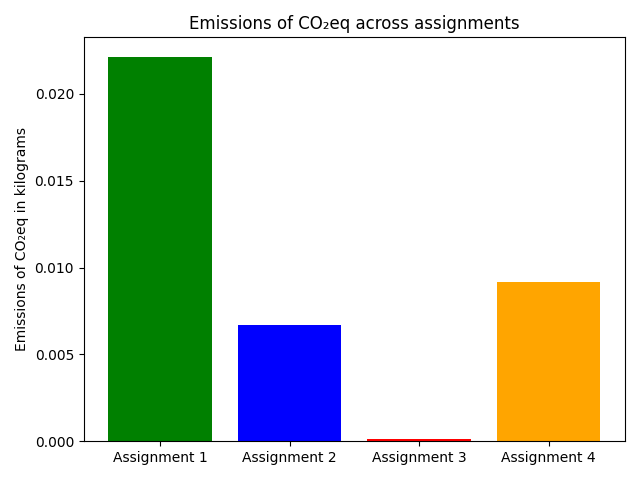 Emissions of CO₂eq across assignments
Emissions of CO₂eq in kilograms
0.020
0.015
0.010
0.005
0.000
Assignment 1 Assignment 2 Assignment 3 Assignment 4